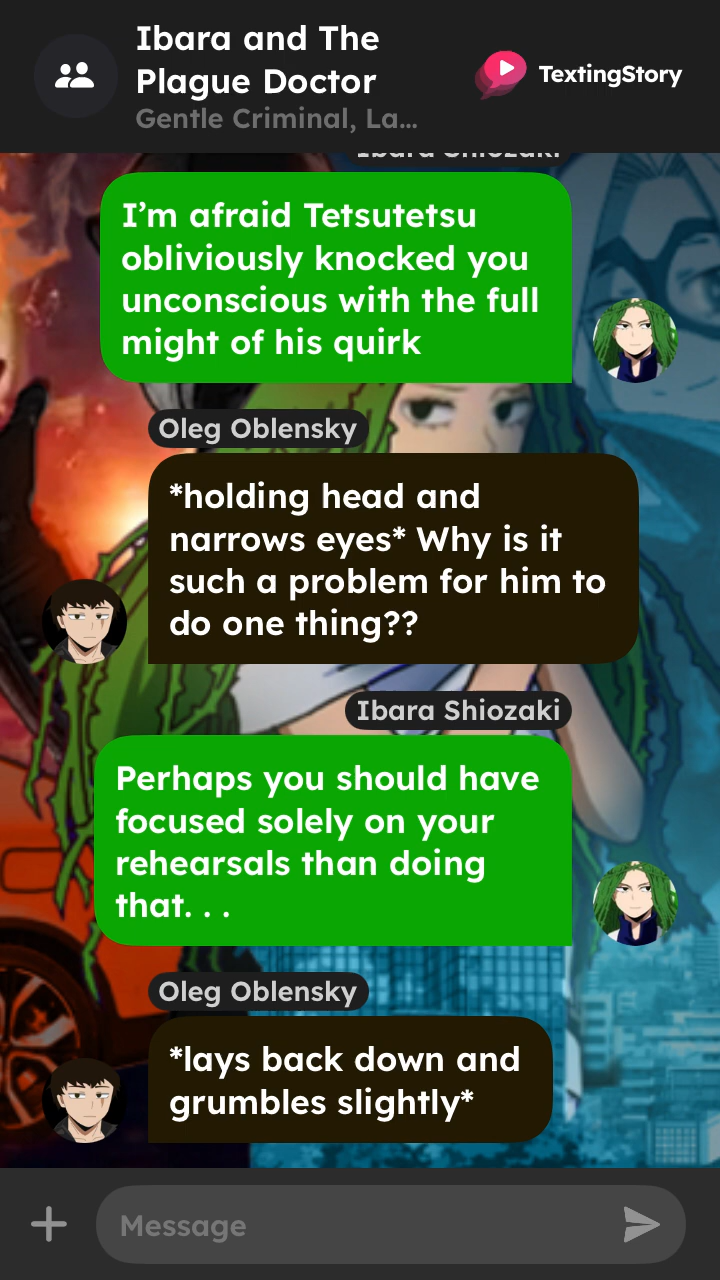 Ibara and The
Plague Doctor
Gentle Criminal, La...
TextingStory
Ibara Shiozaki
I'm afraid Tetsutetsu
obliviously knocked you
unconscious with the full
might of his quirk
Oleg Oblensky
*holding head and
narrows eyes* Why is it
such a problem for him to
do one thing??
Ibara Shiozaki
Perhaps you should have
focused solely on your
rehearsals than doing
that. . .
Oleg Oblensky
*lays back down and
grumbles slightly*
Message